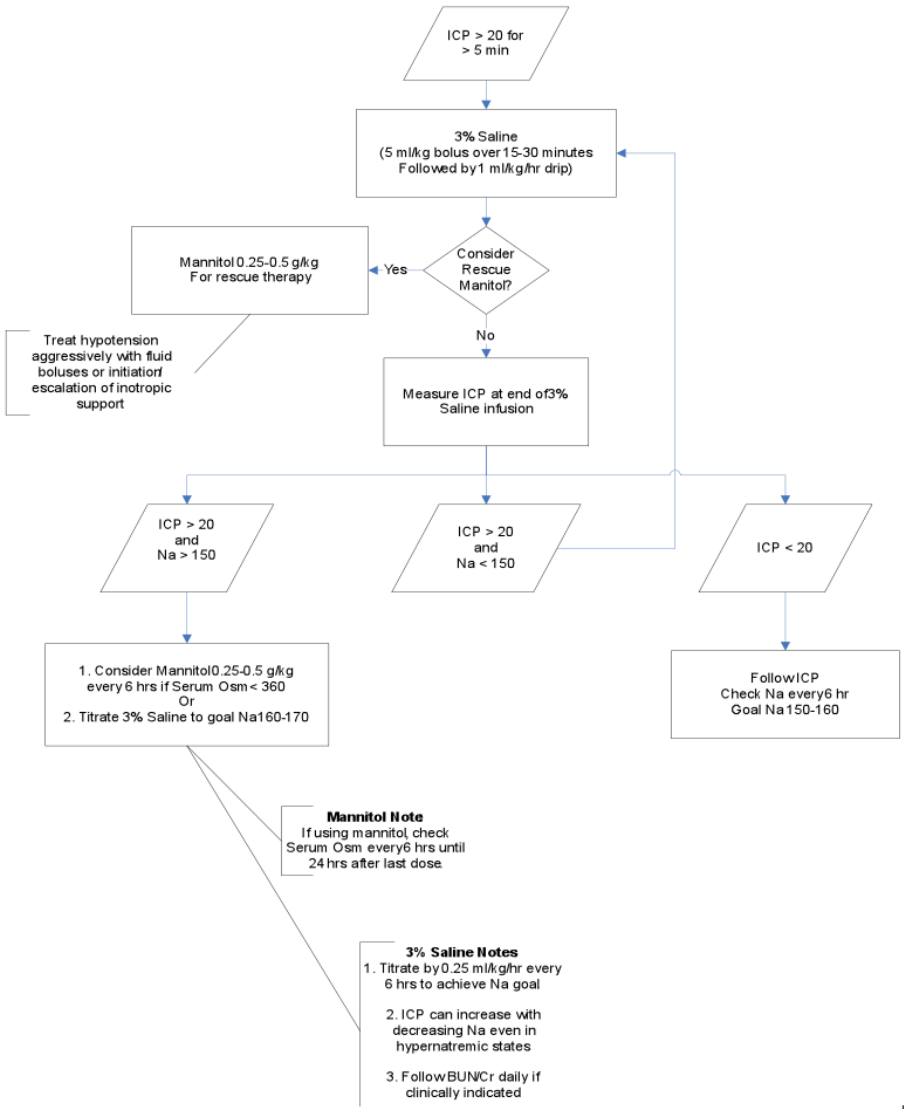 ICP > 20 for
> 5 min
3% Saline
(5 ml/kg bolus over 15-30 minutes
Followed by 1 ml/kg/hr drip)
Consider
Rescue
Manitol?
Yes
Mannitol 0.25-0.5 g/kg
For rescue therapy
Treat hypotension
aggressively with fluid
boluses or initiation/
escalation of inotropic
support
No
Measure ICP at end of 3%
Saline infusion
ICP > 20
and
Na > 150
ICP > 20
and
Na < 150
ICP < 20
1. Consider Mannitol 0.25-0.5 g/kg
every 6 hrs if Serum Osm < 360
Or
2. Titrate 3% Saline to goal Na 160-170
Follow ICP
Check Na every 6 hr
Goal Na 150-160
Mannitol Note
If using mannitol, check
Serum Osm every 6 hrs until
24 hrs after last dose.
3% Saline Notes
1. Titrate by 0.25 ml/kg/hr every
6 hrs to achieve Na goal
2. ICP can increase with
decreasing Na even in
hypernatremic states
3. Follow BUN/Cr daily if
clinically indicated